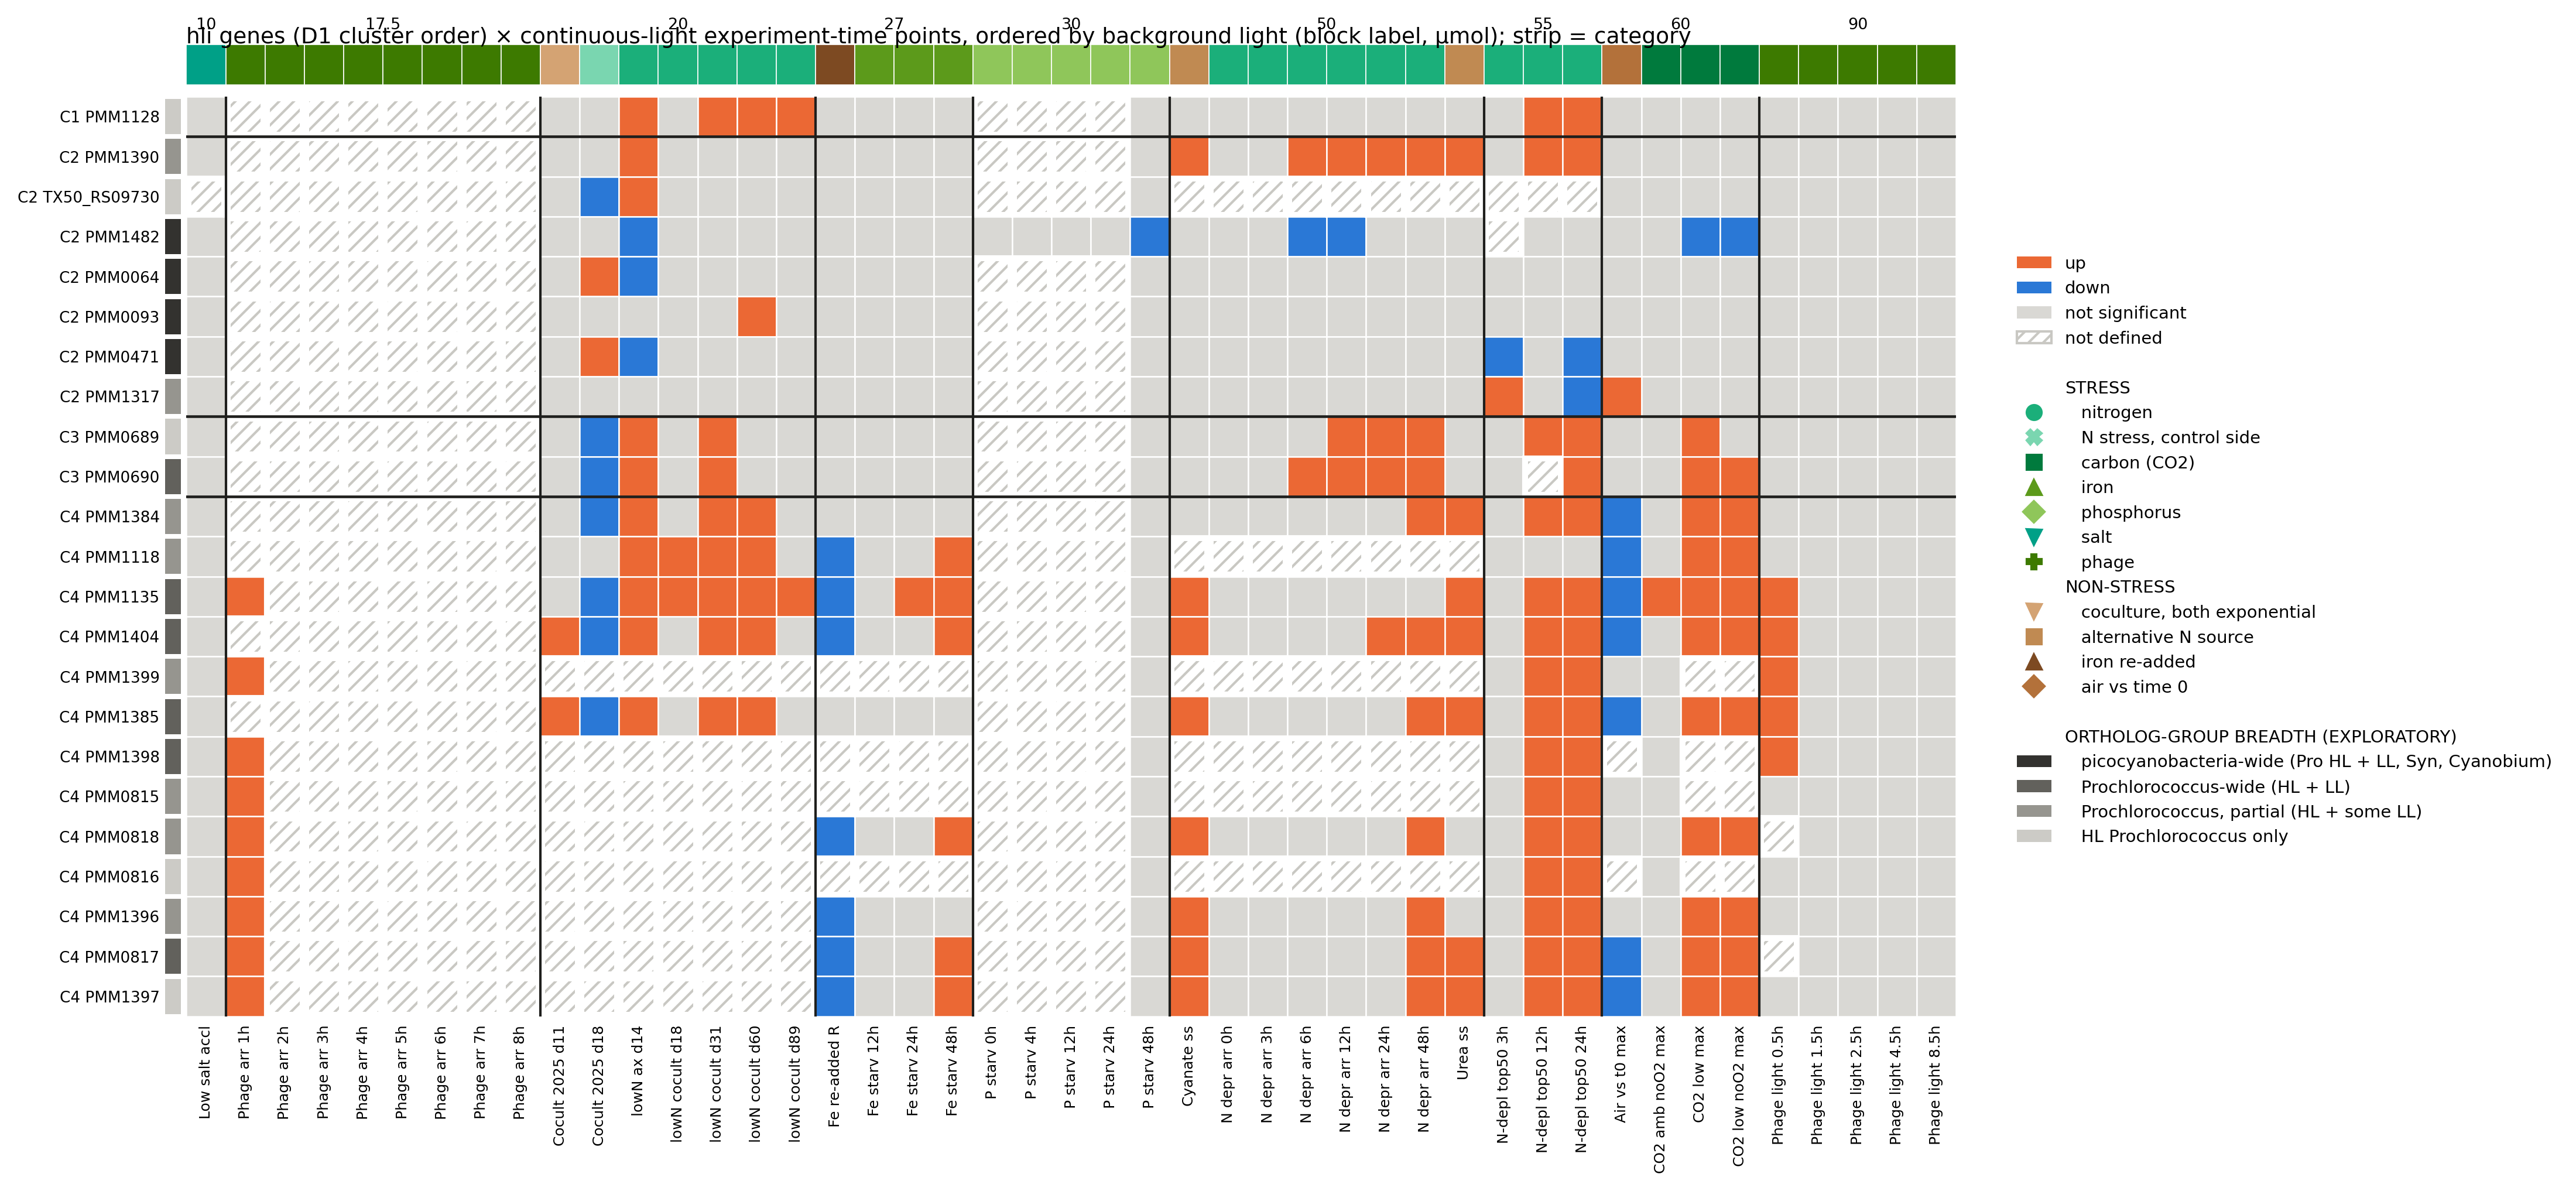 10 17.5 20 27 30 50 55 60 90
hli genes (D1 cluster order) × continuous-light experiment-time points, ordered by background light (block label, µmol); strip = category
C1 PMM1128
C2 PMM1390
C2 TX50_RS09730
C2 PMM1482
C2 PMM0064
C2 PMM0093
C2 PMM0471
C2 PMM1317
C3 PMM0689
C3 PMM0690
C4 PMM1384
C4 PMM1118
C4 PMM1135
C4 PMM1404
C4 PMM1399
C4 PMM1385
C4 PMM1398
C4 PMM0815
C4 PMM0818
C4 PMM0816
C4 PMM1396
C4 PMM0817
C4 PMM1397
Low salt accl
Phage arr 1h
Phage arr 2h
Phage arr 3h
Phage arr 4h
Phage arr 5h
Phage arr 6h
Phage arr 7h
Phage arr 8h
Cocult 2025 d11
Cocult 2025 d18
lowN ax d14
lowN cocult d18
lowN cocult d31
lowN cocult d60
lowN cocult d89
Fe re-added R
Fe starv 12h
Fe starv 24h
Fe starv 48h
P starv 0h
P starv 4h
P starv 12h
P starv 24h
P starv 48h
Cyanate ss
N depr arr 0h
N depr arr 3h
N depr arr 6h
N depr arr 12h
N depr arr 24h
N depr arr 48h
Urea ss
N-depl top50 3h
N-depl top50 12h
N-depl top50 24h
Air vs t0 max
CO2 amb noO2 max
CO2 low max
CO2 low noO2 max
Phage light 0.5h
Phage light 1.5h
Phage light 2.5h
Phage light 4.5h
Phage light 8.5h
up
down
not significant
not defined
STRESS
nitrogen
N stress, control side
carbon (CO2)
iron
phosphorus
salt
phage
NON-STRESS
coculture, both exponential
alternative N source
iron re-added
air vs time 0
ORTHOLOG-GROUP BREADTH (EXPLORATORY)
picocyanobacteria-wide (Pro HL + LL, Syn, Cyanobium)
Prochlorococcus-wide (HL + LL)
Prochlorococcus, partial (HL + some LL)
HL Prochlorococcus only